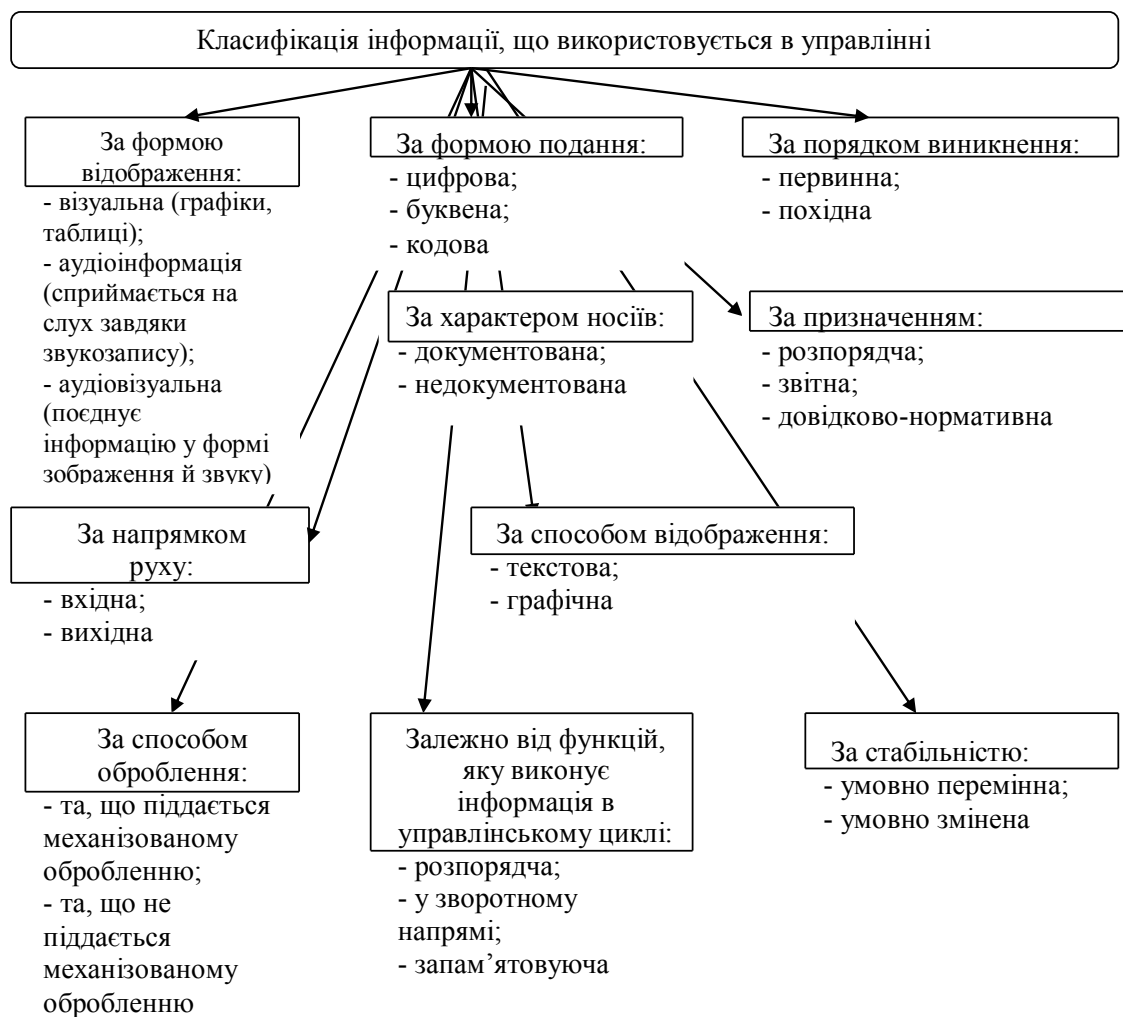 Класифікація інформації, що використовується в управлінні
За формою
відображення:
- візуальна (графіки,
таблиці);
- аудіоінформація
(сприймається на
слух завдяки
звукозапису);
- аудіовізуальна
(поєднує
інформацію у формі
зображення й звуку)
За формою подання:
- цифрова;
- буквена;
- кодова
За порядком виникнення:
- первинна;
- похідна
За характером носіїв:
- документована;
- недокументована
За призначенням:
- розпорядча;
- звітна;
- довідково-нормативна
За напрямком
руху:
- вхідна;
- вихідна
За способом відображення:
- текстова;
- графічна
За способом
оброблення:
- та, що піддається
механізованому
обробленню;
- та, що не
піддається
механізованому
обробленню
Залежно від функцій,
яку виконує
інформація в
управлінському циклі:
- розпорядча;
- у зворотному
напрямі;
- запам’ятовуюча
За стабільністю:
- умовно перемінна;
- умовно змінена